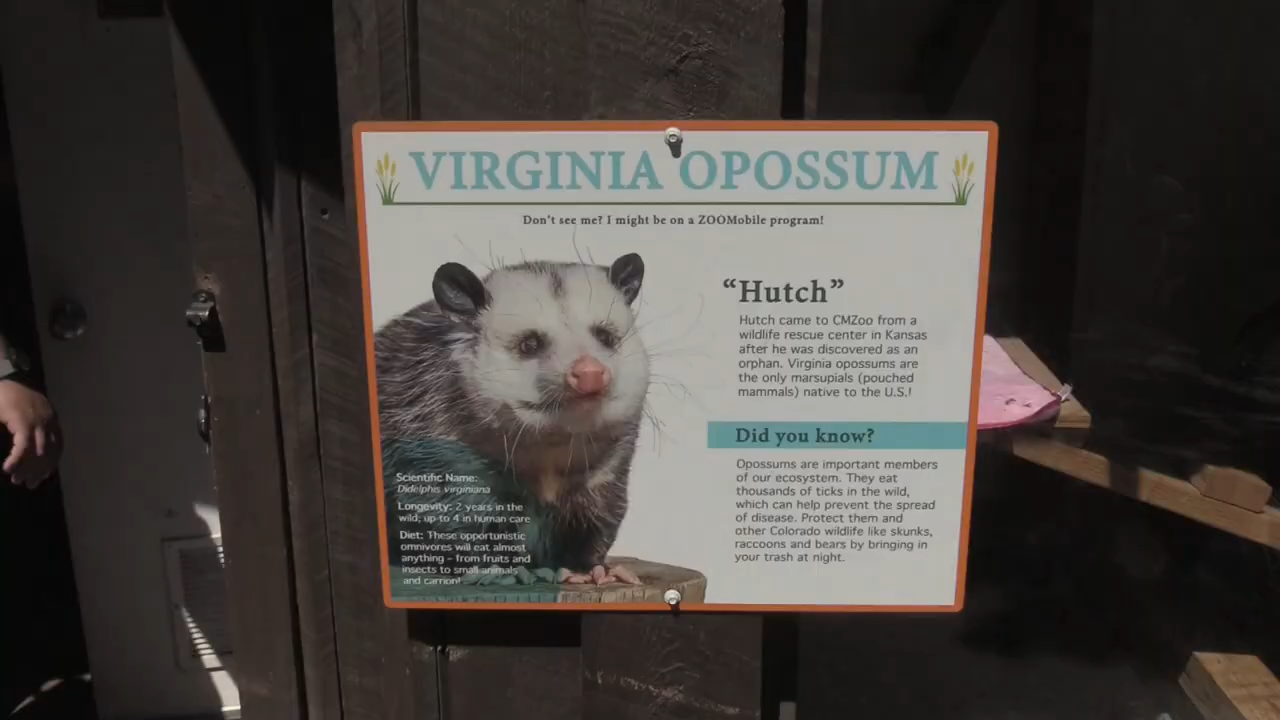 VIRGINIA OPOSSUM
Don't see me? I might be on a ZOOMobile program!
“Hutch”
Hutch came to CMZoo from a
wildlife rescue center in Kansas
after he was discovered as an
orphan. Virginia opossums are
the only marsupials (pouched
mammals) native to the U.S.!
Did you know?
Opossums are important members
of our ecosystem. They eat
thousands of ticks in the wild,
which can help prevent the spread
of disease. Protect them and
other Colorado wildlife like skunks,
raccoons and bears by bringing in
your trash at night.
Scientific Name:
Didelphis virginiana
Longevity: 2 years in the
wild; up to 4 in human care
Diet: These opportunistic
omnivores will eat almost
anything – from fruits and
insects to small animals
and carrion!